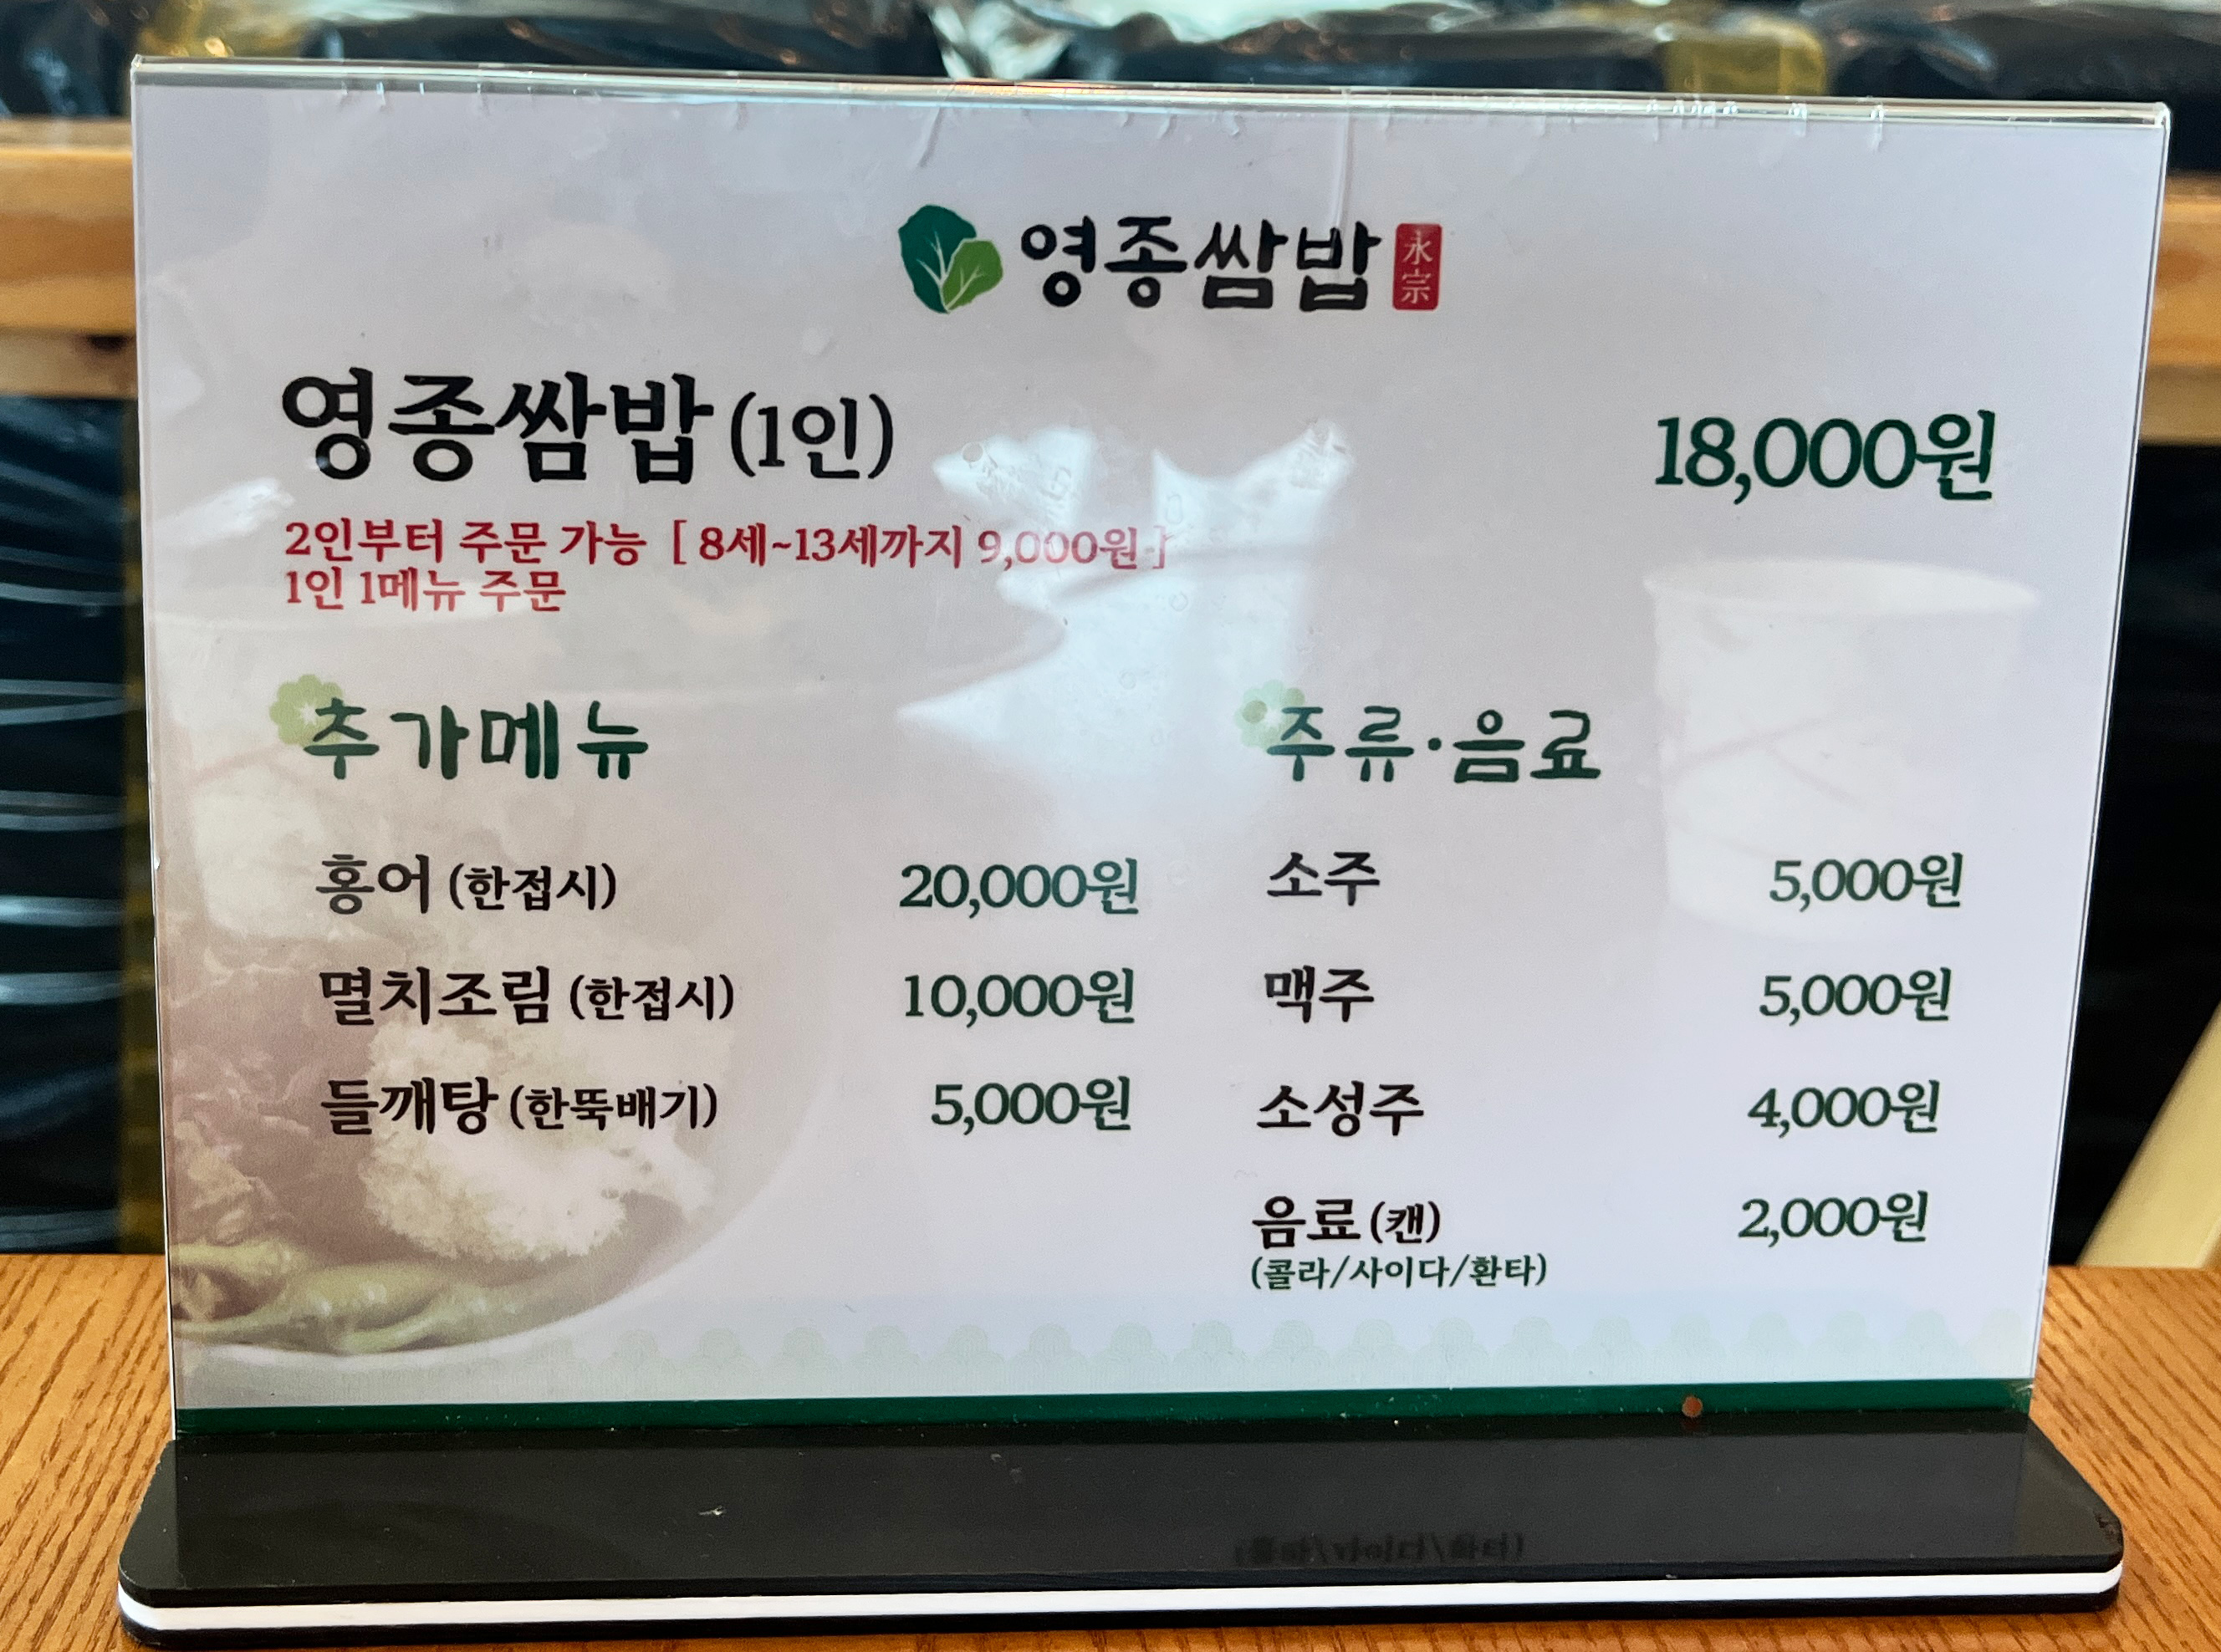 영종쌈밥 永宗
영종쌈밥 (1인) 18,000원
2인부터 주문 가능 [ 8세~13세까지 9,000원 ]
1인 1메뉴 주문
추가메뉴
홍어 (한접시) 20,000원
멸치조림 (한접시) 10,000원
들깨탕 (한뚝배기) 5,000원
주류·음료
소주 5,000원
맥주 5,000원
소성주 4,000원
음료 (캔) 2,000원
(콜라/사이다/환타)